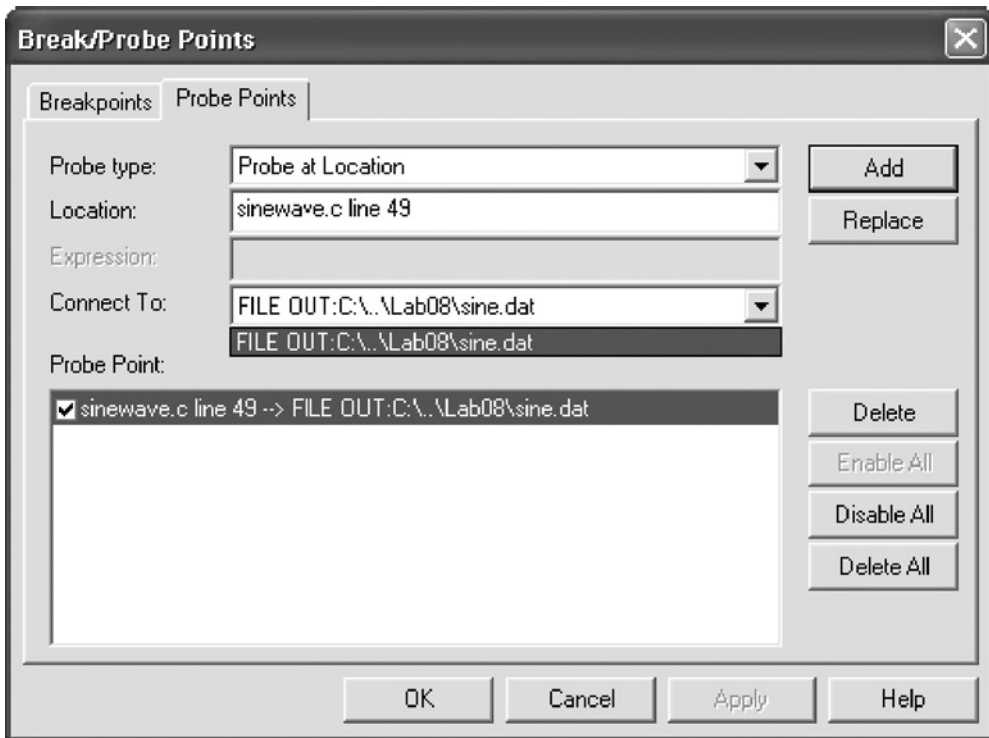 Break/Probe Points
Breakpoints
Probe Points
Probe type:
Probe at Location
Add
Location:
sinewave.c line 49
Replace
Expression:
Connect To:
FILE OUT:C:\..\Lab08\sine.dat
FILE OUT:C:\..\Lab08\sine.dat
Probe Point:
sinewave.c line 49 --> FILE OUT:C:\..\Lab08\sine.dat
Delete
Enable All
Disable All
Delete All
OK
Cancel
Apply
Help